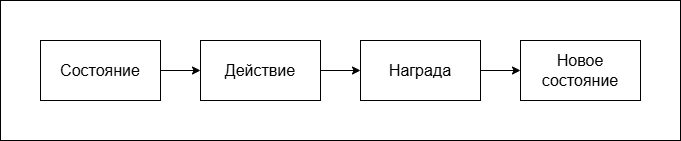 Состояние
Действие
Награда
Новое
состояние